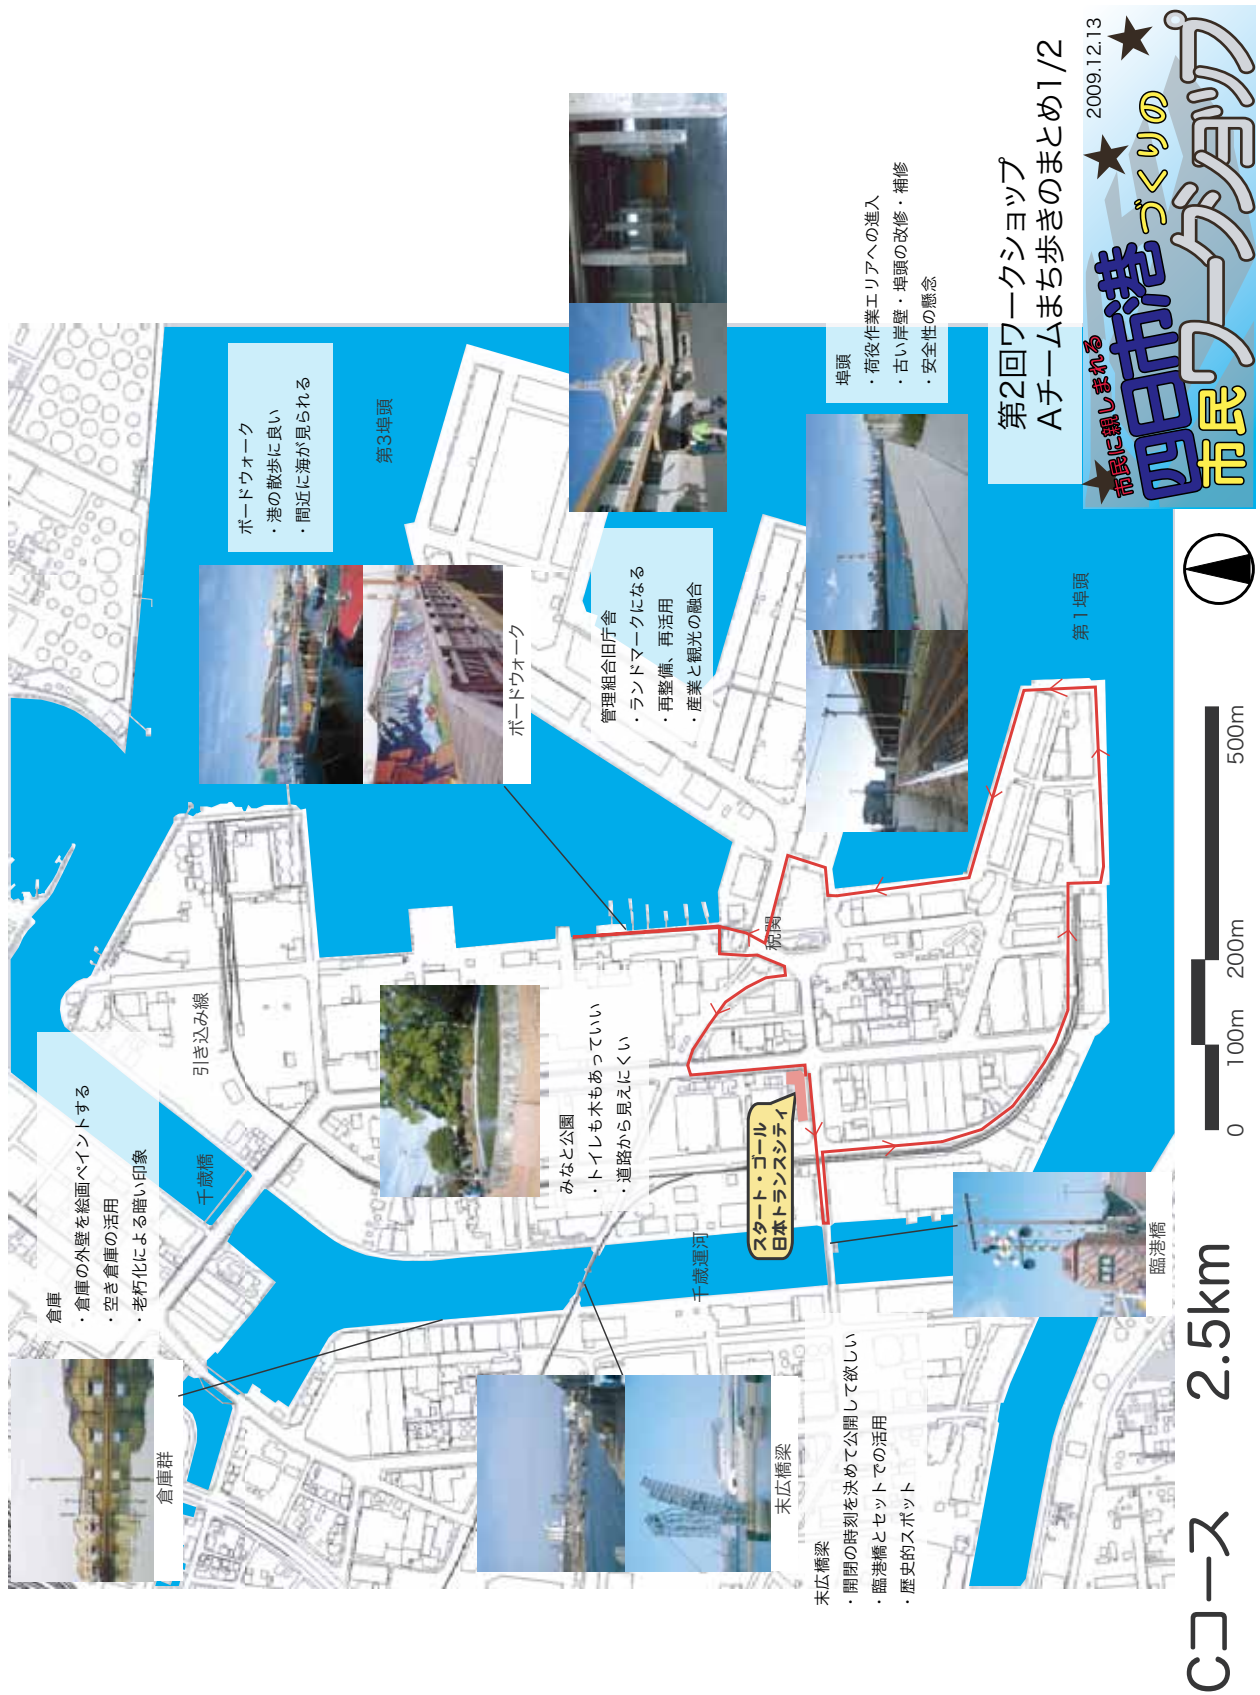 市民に親しまれる
四日市港づくりの
市民ワークショップ
2009.12.13
第2回ワークショップ
Aチームまち歩きのまとめ1/2
倉庫
・倉庫の外壁を絵画ペイントする
・空き倉庫の活用
・老朽化による暗い印象
倉庫群
千歳橋
引き込み線
ボードウォーク
・港の散歩に良い
・間近に海が見られる
第3埠頭
ボードウォーク
みなと公園
・トイレも木もあっていい
・道路から見えにくい
管理組合旧庁舎
・ランドマークになる
・再整備、再活用
・産業と観光の融合
千歳運河
税関
スタート・ゴール
日本トランスシティ
末広橋梁
末広橋梁
・開閉の時刻を決めて公開して欲しい
・臨港橋とセットでの活用
・歴史的スポット
埠頭
・荷役作業エリアへの進入
・古い岸壁・埠頭の改修・補修
・安全性の懸念
第1埠頭
臨港橋
Cコース 2.5km
0 100m 200m 500m